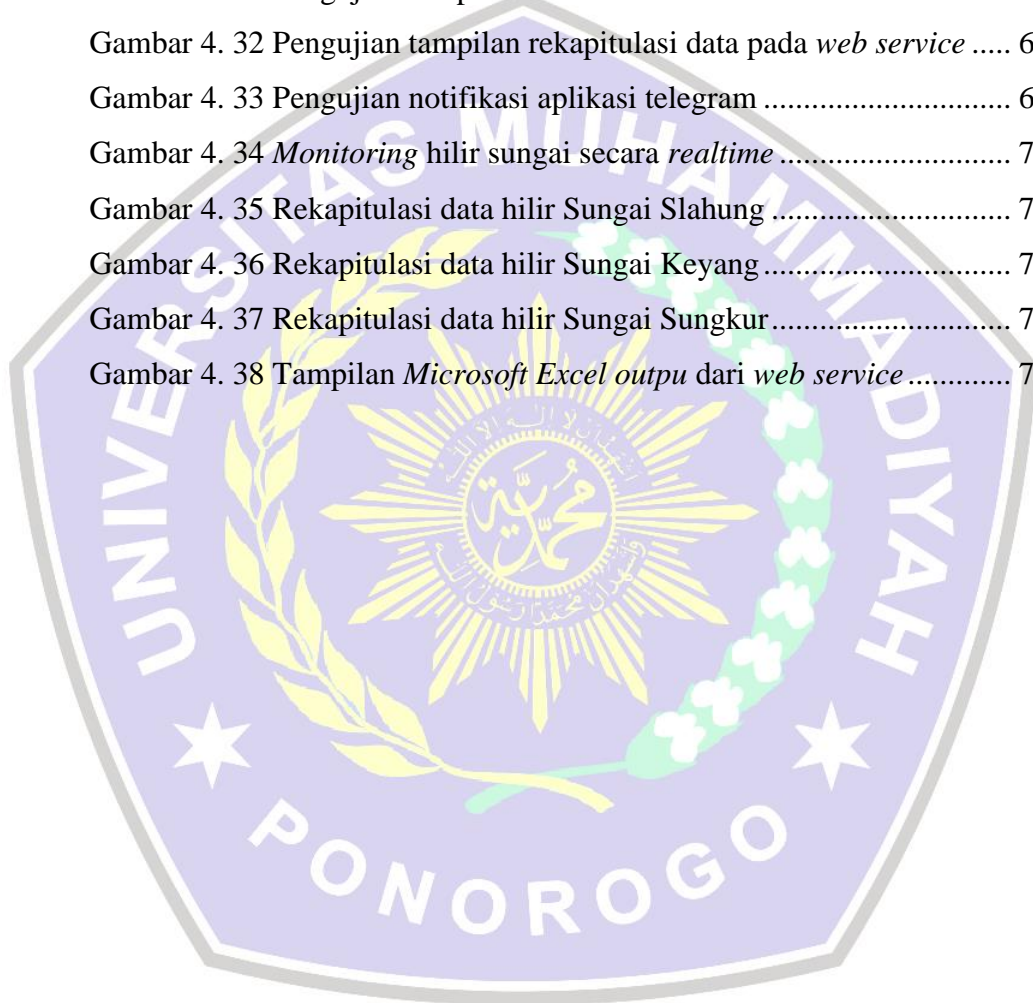 Gambar 4. 32 Pengujian tampilan rekapitulasi data pada web service ..... 6
Gambar 4. 33 Pengujian notifikasi aplikasi telegram ............................... 6
Gambar 4. 34 Monitoring hilir sungai secara realtime ............................. 7
Gambar 4. 35 Rekapitulasi data hilir Sungai Slahung .............................. 7
Gambar 4. 36 Rekapitulasi data hilir Sungai Keyang ............................... 7
Gambar 4. 37 Rekapitulasi data hilir Sungai Sungkur .............................. 7
Gambar 4. 38 Tampilan Microsoft Excel outpu dari web service ............. 7
UNIVERSITAS MUHAMMADIYAH
محمدية
PONOROGO